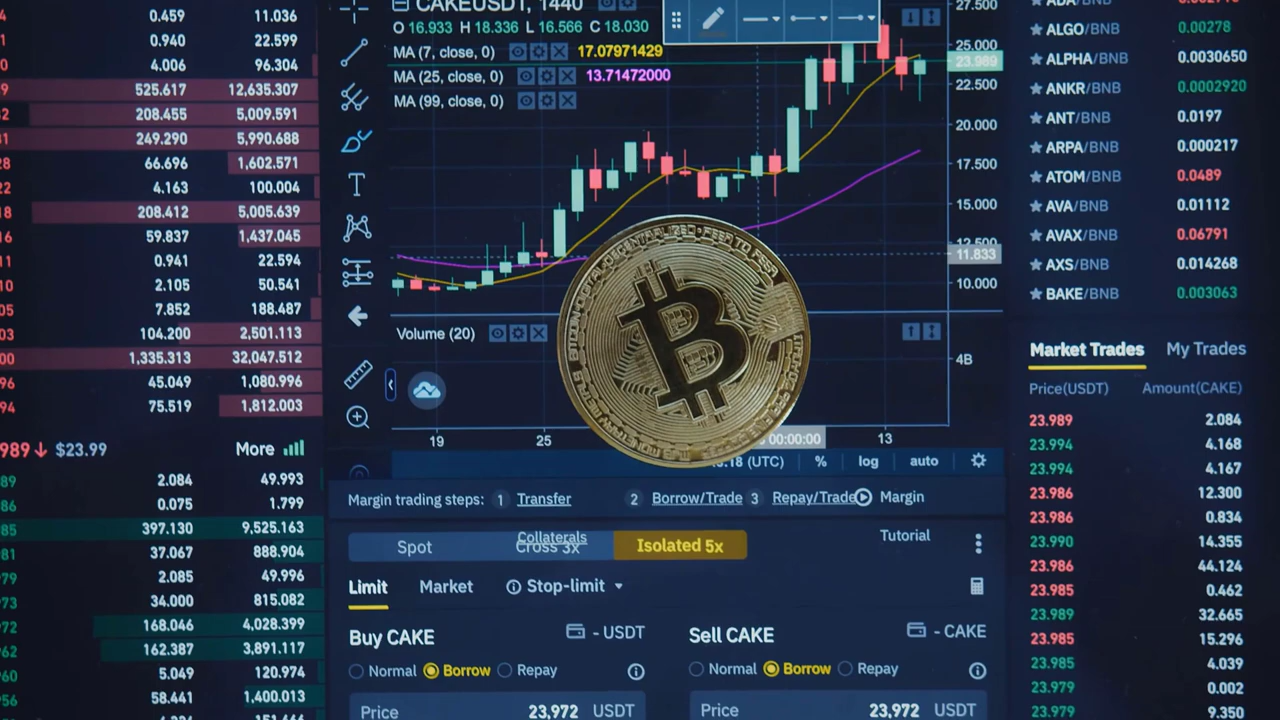 0.459 11.036
0.940 22.599
4.006 96.304
525.617 12,635.307
208.455 5,009.591
249.290 5,990.688
66.696 1,602.571
4.163 100.004
208.412 5,005.639
59.837 1,437.045
0.941 22.594
2.105 50.541
7.852 188.487
104.200 2,501.113
1,335.313 32,047.512
45.049 1,080.996
75.519 1,812.003
989↓ $23.99 More
2.084 49.993
0.075 1.799
397.130 9,525.163
37.067 888.904
2.085 49.996
34.000 815.082
168.046 4,028.399
162.387 3,891.117
5.049 120.974
58.441 1,400.013
CAKEUSDT, 1440
O 16.933 H 18.336 L 16.566 C 18.030
MA (7, close, 0) 17.07971429
MA (25, close, 0) 13.71472000
MA (99, close, 0)
27.500
25.000
23.989
22.500
20.000
17.500
15.000
12.500
11.833
10.000
Volume (20)
4B
19 25 00:00:00 13
(UTC) % log auto
DECENTRALIZED • PEER TO PEER
B
Margin trading steps: 1 Transfer 2 Borrow/Trade 3 Repay/Trade Margin
Collaterals Tutorial
Spot Cross 3x Isolated 5x
Limit Market Stop-limit
Buy CAKE - USDT Sell CAKE - CAKE
Normal Borrow Repay Normal Borrow Repay
Price 23,972 USDT Price 23,972 USDT
ALGO/BNB 0.00278
ALPHA/BNB 0.0030650
ANKR/BNB 0.0002920
ANT/BNB 0.0197
ARPA/BNB 0.000217
ATOM/BNB 0.0489
AVA/BNB 0.01112
AVAX/BNB 0.06791
AXS/BNB 0.014268
BAKE/BNB 0.003063
Market Trades My Trades
Price(USDT) Amount(CAKE)
23.989 2.084
23.994 4.168
23.994 4.167
23.986 12.300
23.986 0.834
23.990 14.355
23.986 44.124
23.985 0.462
23.989 32.665
23.985 15.296
23.985 4.039
23.979 0.002
23.979 9.350